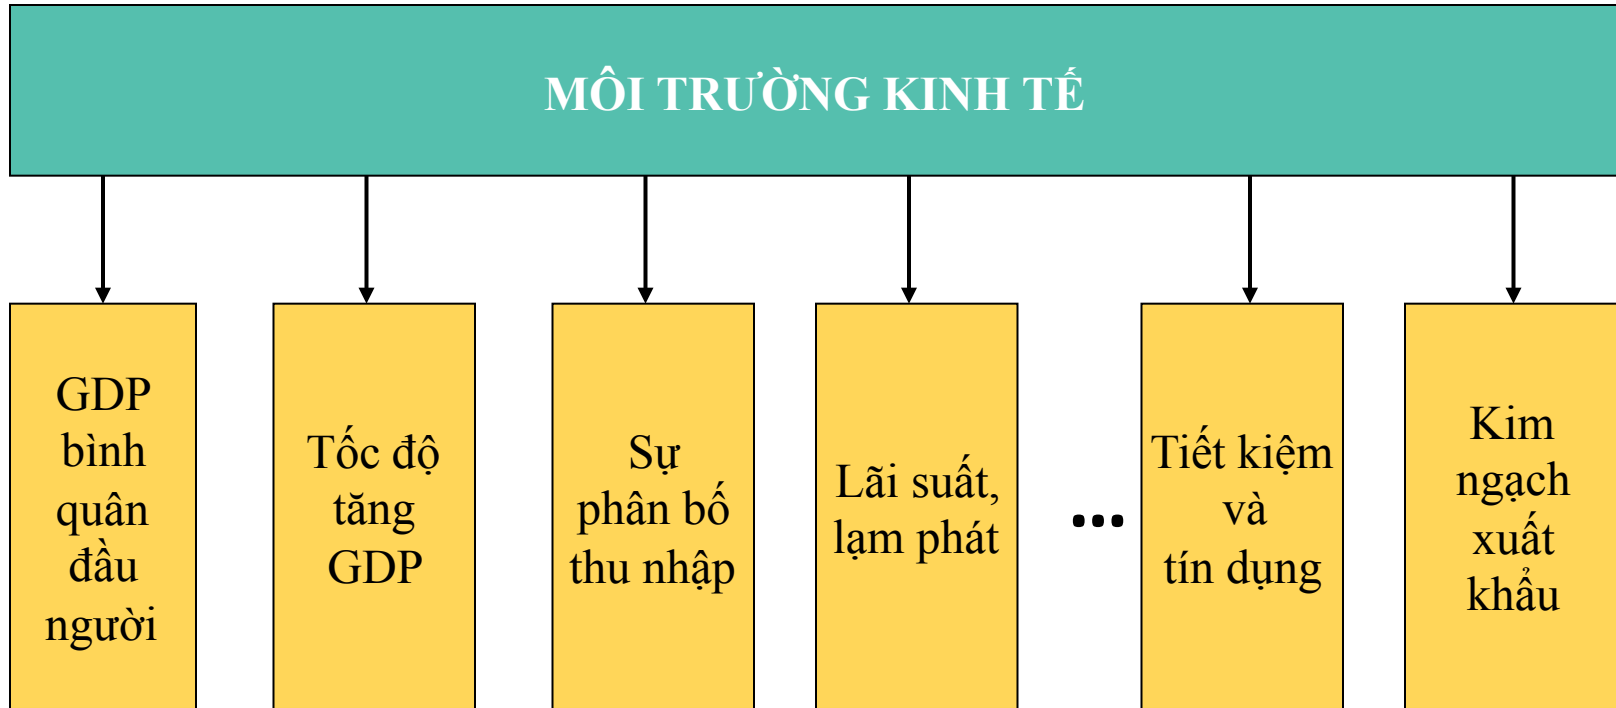 MÔI TRƯỜNG KINH TẾ
GDP
bình
quân
đầu
người
Tốc độ
tăng
GDP
Sự
phân bố
thu nhập
Lãi suất,
lạm phát
...
Tiết kiệm
và
tín dụng
Kim
ngạch
xuất
khẩu